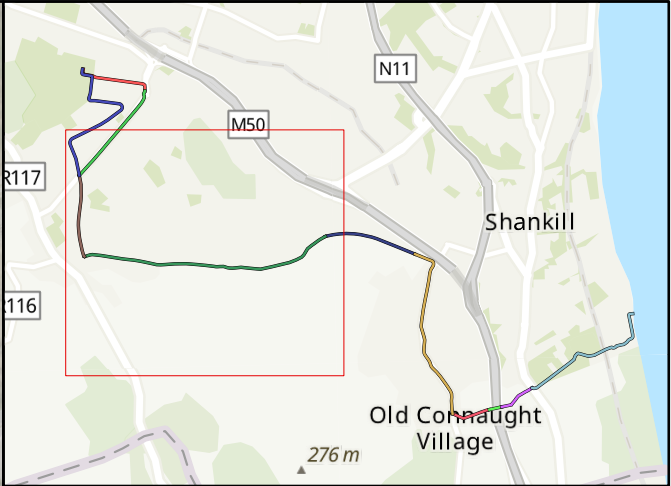 N11
M50
R117
Shankill
R116
Old Connaught
Village
276 m